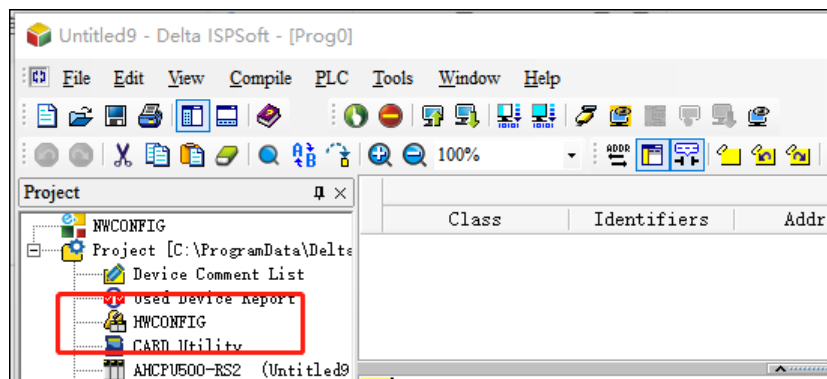 Untitled9 - Delta ISPSoft - [Prog0]
File Edit View Compile PLC Tools Window Help
100%
ADDR
Project
Class Identifiers Addr
NWCONFIG
Project [C:\ProgramData\Delta
Device Comment List
Used Device Report
HWCONFIG
CARD Utility
AHCPU500-RS2 (Untitled9